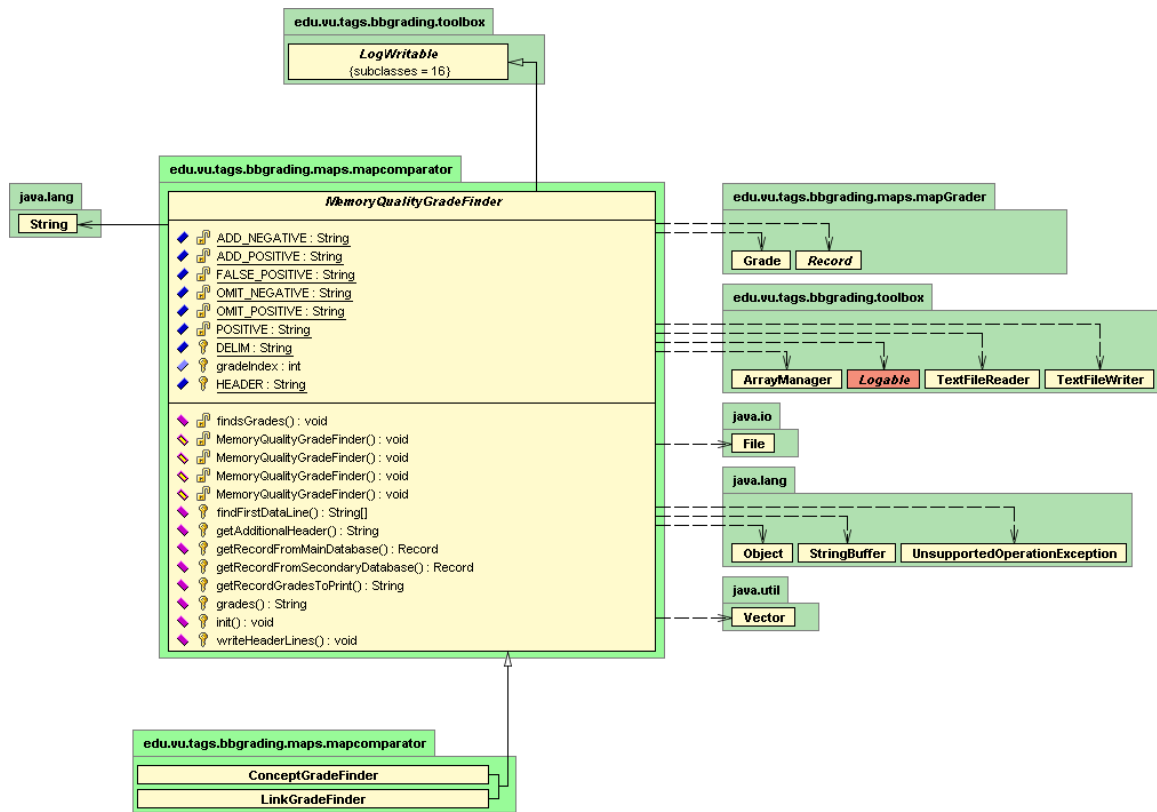 edu.vu.tags.bbgrading.toolbox
LogWritable
{subclasses = 16}
edu.vu.tags.bbgrading.maps.mapcomparator
MemoryQualityGradeFinder
java.lang
String
ADD_NEGATIVE : String
ADD_POSITIVE : String
FALSE_POSITIVE : String
OMIT_NEGATIVE : String
OMIT_POSITIVE : String
POSITIVE : String
DELIM : String
gradeIndex : int
HEADER : String
findsGrades() : void
MemoryQualityGradeFinder() : void
MemoryQualityGradeFinder() : void
MemoryQualityGradeFinder() : void
MemoryQualityGradeFinder() : void
findFirstDataLine() : String[]
getAdditionalHeader() : String
getRecordFromMainDatabase() : Record
getRecordFromSecondaryDatabase() : Record
getRecordGradesToPrint() : String
grades() : String
init() : void
writeHeaderLines() : void
edu.vu.tags.bbgrading.maps.mapGrader
Grade Record
edu.vu.tags.bbgrading.toolbox
ArrayManager Logable TextFileReader TextFileWriter
java.io
File
java.lang
Object StringBuffer UnsupportedOperationException
java.util
Vector
edu.vu.tags.bbgrading.maps.mapcomparator
ConceptGradeFinder
LinkGradeFinder